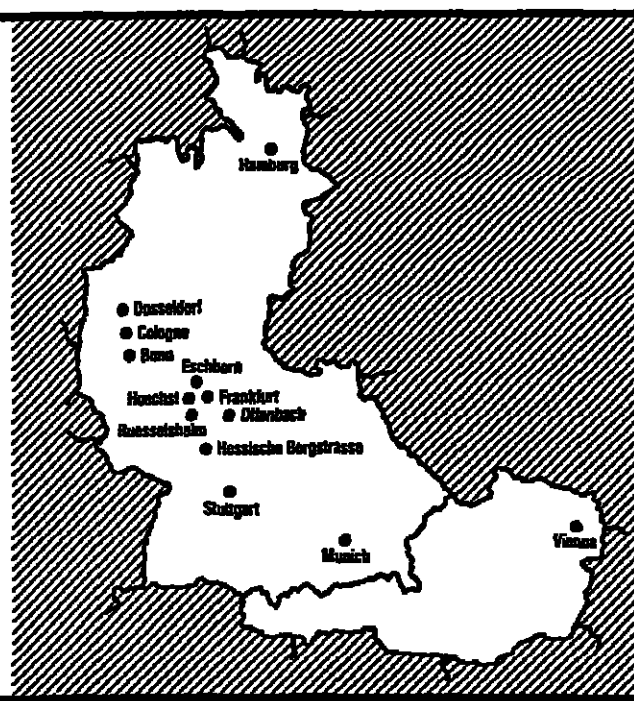 Hamburg
Dusseldorf
Cologne
Bonn
Eschborn
Hoechst
Frankfurt
Offenbach
Ruesselsheim
Hessische Bergstrasse
Stuttgart
Munich
Vienna